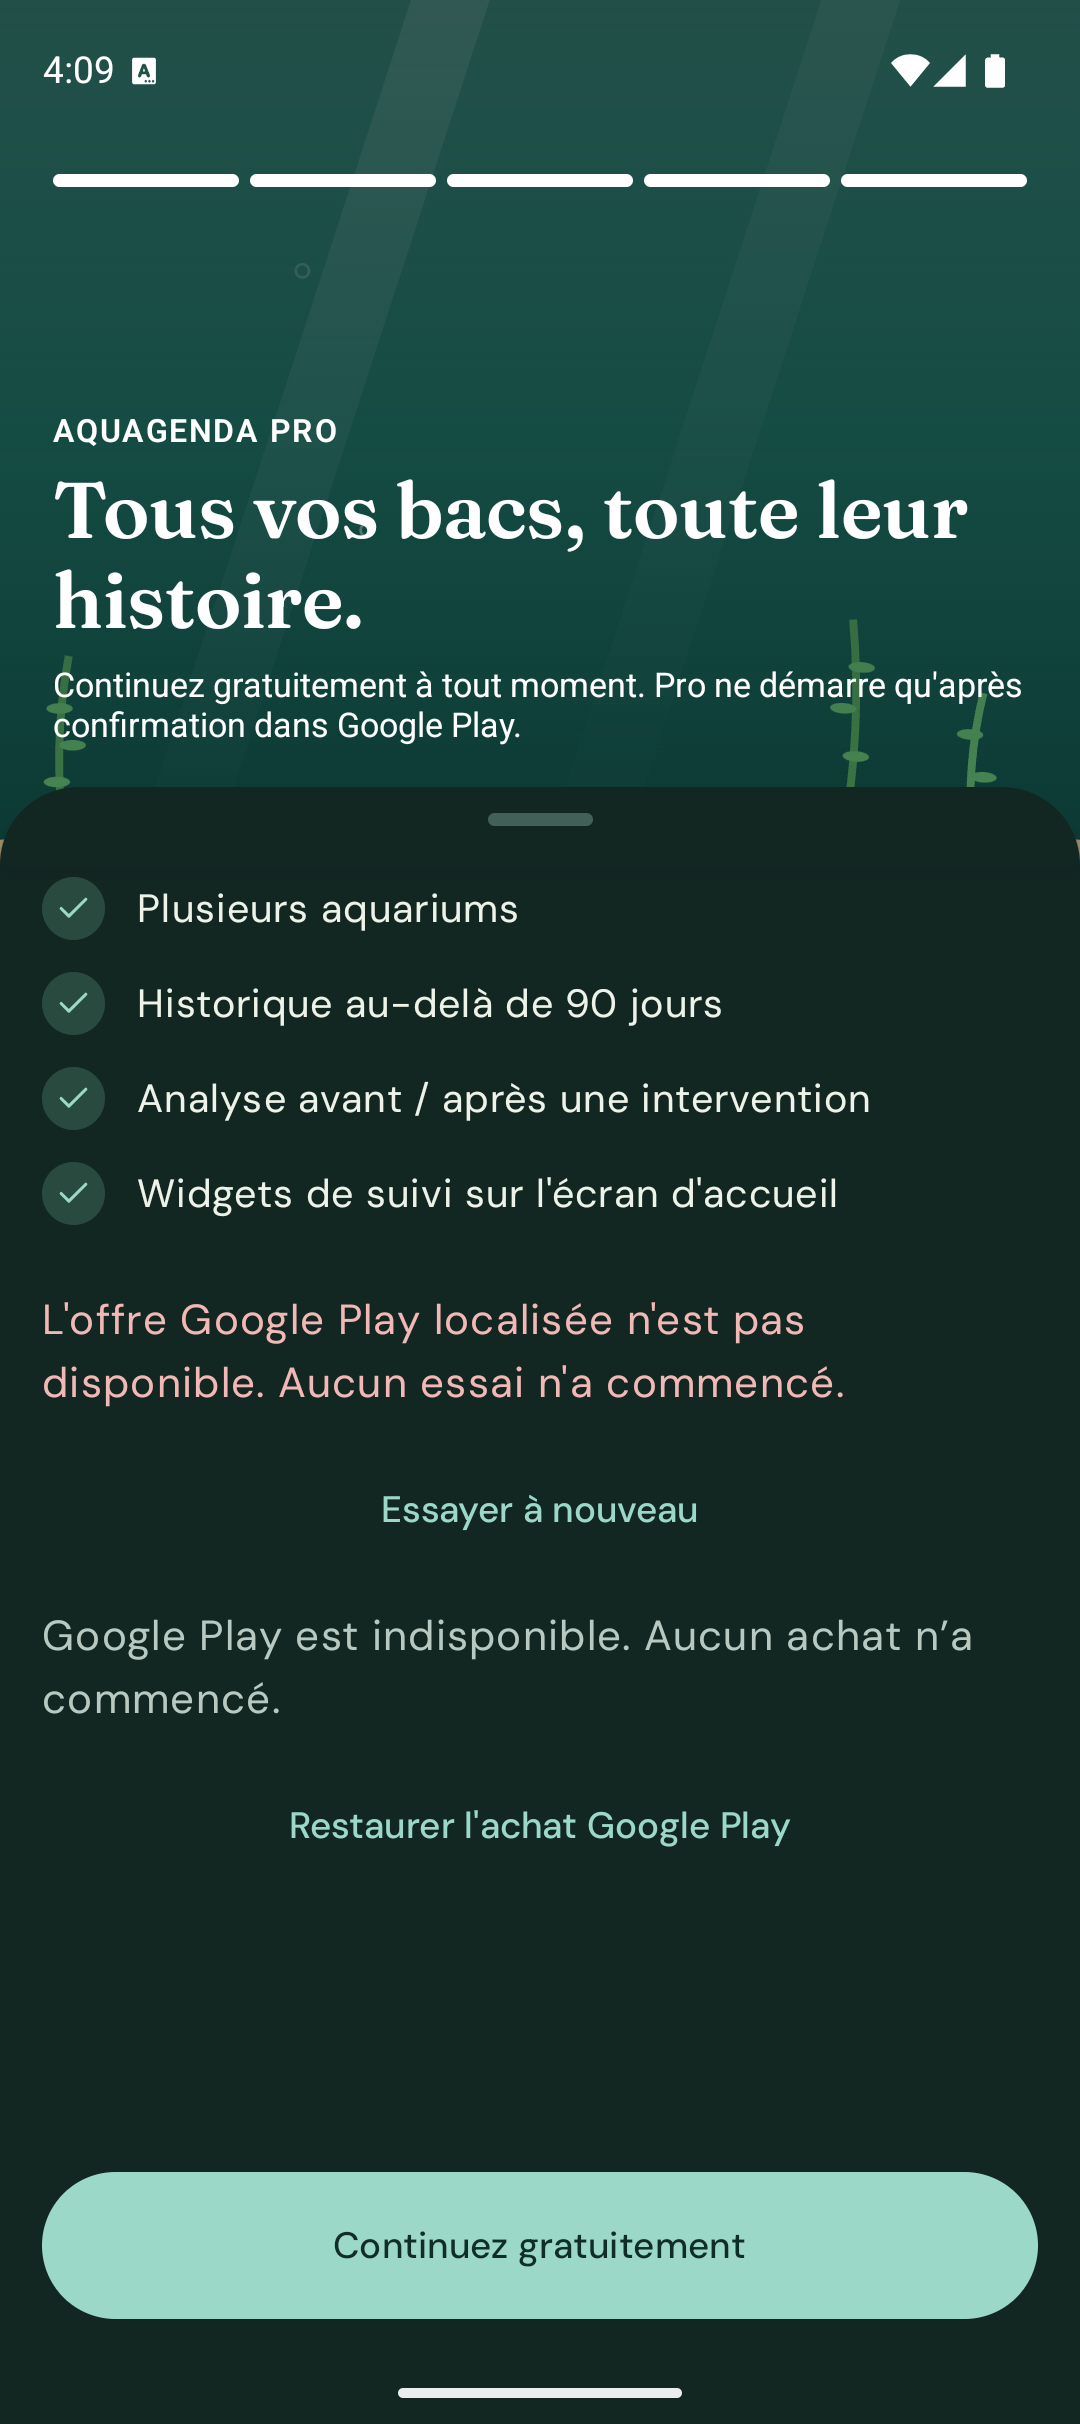 4:09
AQUAGENDA PRO
Tous vos bacs, toute leur
histoire.
Continuez gratuitement à tout moment. Pro ne démarre qu'après
confirmation dans Google Play.
Plusieurs aquariums
Historique au-delà de 90 jours
Analyse avant / après une intervention
Widgets de suivi sur l'écran d'accueil
L'offre Google Play localisée n'est pas
disponible. Aucun essai n'a commencé.
Essayer à nouveau
Google Play est indisponible. Aucun achat n’a
commencé.
Restaurer l'achat Google Play
Continuez gratuitement